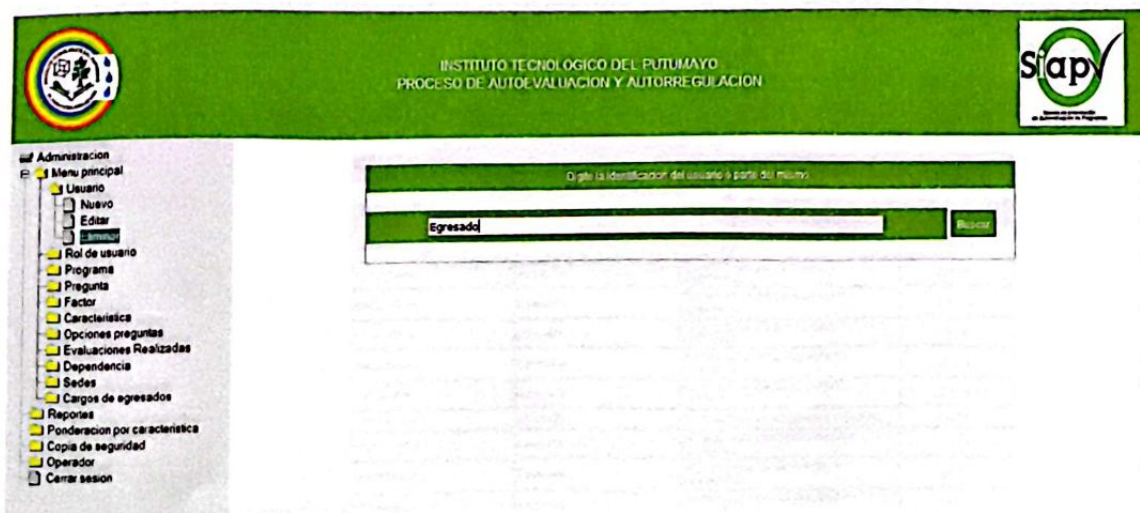 INSTITUTO TECNOLOGICO DEL PUTUMAYO
PROCESO DE AUTOEVALUACION Y AUTORREGULACION
Siapv
Administracion
Menu principal
Usuario
Nuevo
Editar
Eliminar
Rol de usuario
Programa
Pregunta
Factor
Caracteristica
Opciones preguntas
Evaluaciones Realizadas
Dependencia
Sedes
Cargos de egresados
Reportes
Ponderacion por caracteristica
Copia de seguridad
Operador
Cerrar sesion
Digite la identificacion del usuario o parte del mismo
Egresado
Buscar